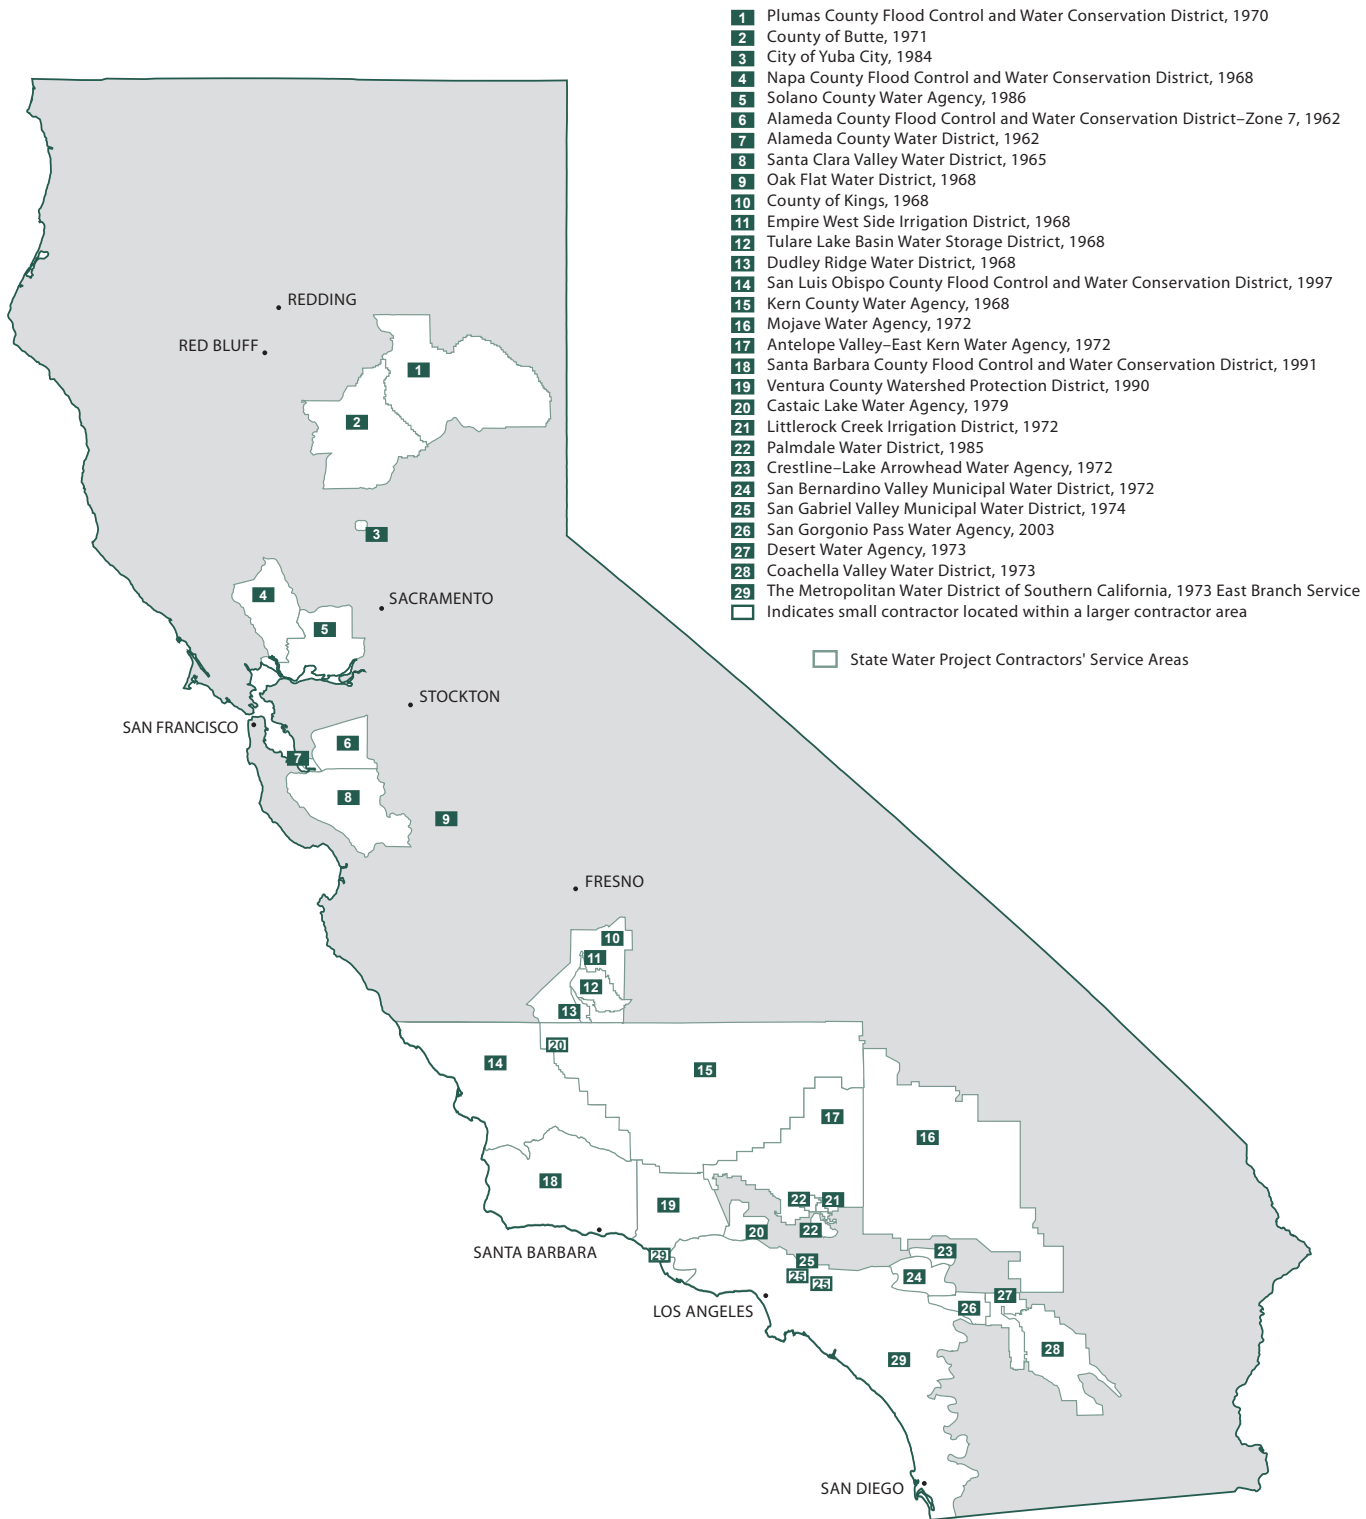 1 Plumas County Flood Control and Water Conservation District, 1970
2 County of Butte, 1971
3 City of Yuba City, 1984
4 Napa County Flood Control and Water Conservation District, 1968
5 Solano County Water Agency, 1986
6 Alameda County Flood Control and Water Conservation District–Zone 7, 1962
7 Alameda County Water District, 1962
8 Santa Clara Valley Water District, 1965
9 Oak Flat Water District, 1968
10 County of Kings, 1968
11 Empire West Side Irrigation District, 1968
12 Tulare Lake Basin Water Storage District, 1968
13 Dudley Ridge Water District, 1968
14 San Luis Obispo County Flood Control and Water Conservation District, 1997
15 Kern County Water Agency, 1968
16 Mojave Water Agency, 1972
17 Antelope Valley–East Kern Water Agency, 1972
18 Santa Barbara County Flood Control and Water Conservation District, 1991
19 Ventura County Watershed Protection District, 1990
20 Castaic Lake Water Agency, 1979
21 Littlerock Creek Irrigation District, 1972
22 Palmdale Water District, 1985
23 Crestline–Lake Arrowhead Water Agency, 1972
24 San Bernardino Valley Municipal Water District, 1972
25 San Gabriel Valley Municipal Water District, 1974
26 San Gorgonio Pass Water Agency, 2003
27 Desert Water Agency, 1973
28 Coachella Valley Water District, 1973
29 The Metropolitan Water District of Southern California, 1973 East Branch Service
Indicates small contractor located within a larger contractor area
State Water Project Contractors' Service Areas
REDDING
RED BLUFF
1
2
3
4
SACRAMENTO
5
STOCKTON
SAN FRANCISCO
6
7
8
9
FRESNO
10
11
12
13
20
14
15
17
16
18
22
21
19
20
22
SANTA BARBARA
29
23
25
25
24
25
27
LOS ANGELES
26
28
29
SAN DIEGO